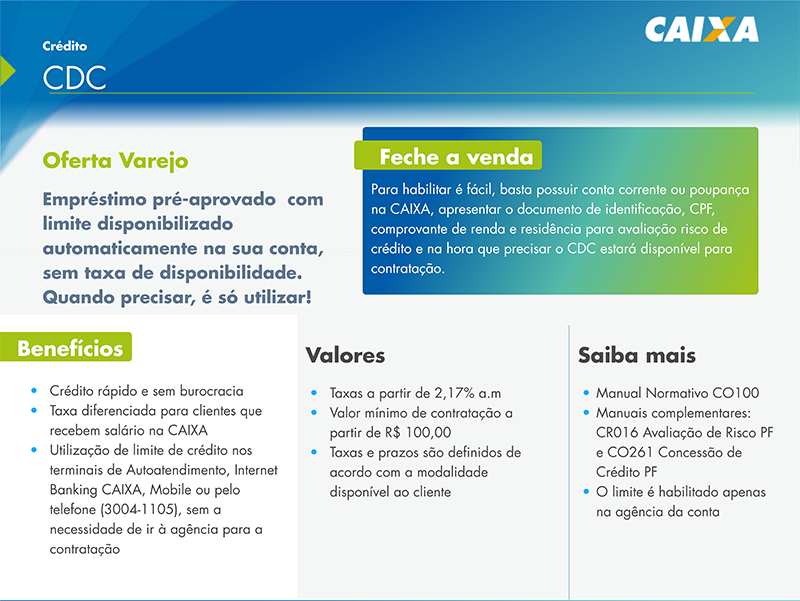 CAIXA
Crédito
CDC
Oferta Varejo
Empréstimo pré-aprovado com
limite disponibilizado
automaticamente na sua conta,
sem taxa de disponibilidade.
Quando precisar, é só utilizar!
Feche a venda
Para habilitar é fácil, basta possuir conta corrente ou poupança
na CAIXA, apresentar o documento de identificação, CPF,
comprovante de renda e residência para avaliação risco de
crédito e na hora que precisar o CDC estará disponível para
contratação.
Benefícios
• Crédito rápido e sem burocracia
• Taxa diferenciada para clientes que
recebem salário na CAIXA
• Utilização de limite de crédito nos
terminais de Autoatendimento, Internet
Banking CAIXA, Mobile ou pelo
telefone (3004-1105), sem a
necessidade de ir à agência para a
contratação
Valores
• Taxas a partir de 2,17% a.m
• Valor mínimo de contratação a
partir de R$ 100,00
• Taxas e prazos são definidos de
acordo com a modalidade
disponível ao cliente
Saiba mais
• Manual Normativo CO100
• Manuais complementares:
CR016 Avaliação de Risco PF
e CO261 Concessão de
Crédito PF
• O limite é habilitado apenas
na agência da conta